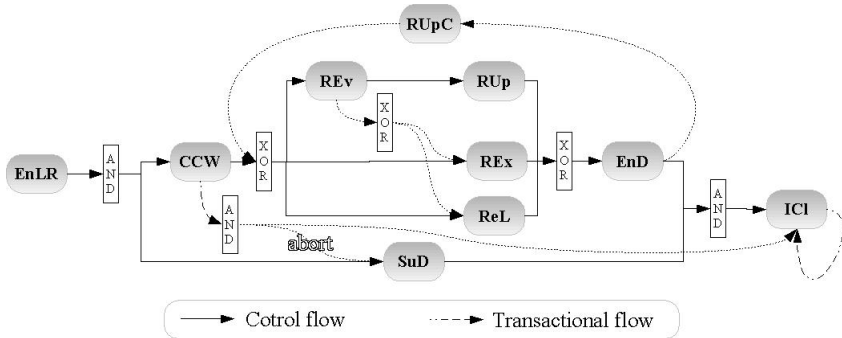 RUpC
REv
RUp
XOR
EnLR
AND
CCW
XOR
REx
XOR
EnD
ReL
AND
ICl
AND
abort
SuD
Cotrol flow
Transactional flow